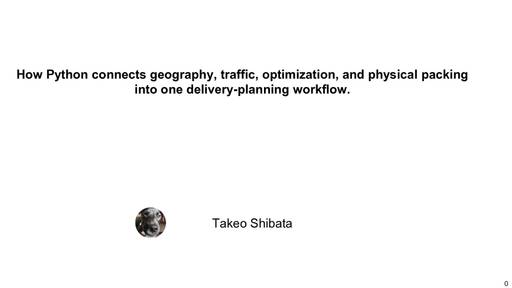 How Python connects geography, traffic, optimization, and physical packing
into one delivery-planning workflow.
Takeo Shibata
0